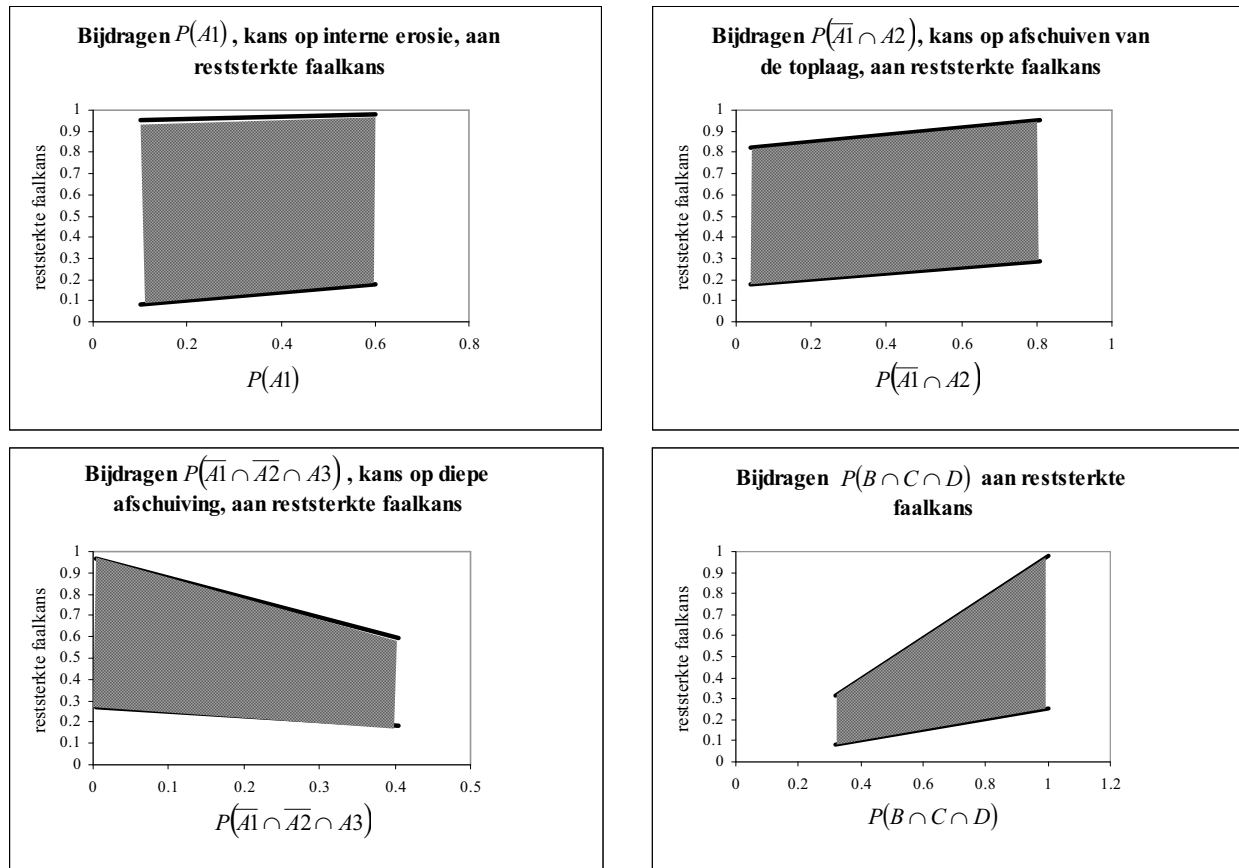 Bijdragen P(A1), kans op interne erosie, aan
reststerkte faalkans
reststerkte faalkans
1
0.9
0.8
0.7
0.6
0.5
0.4
0.3
0.2
0.1
0
0 0.2 0.4 0.6 0.8
P(A1)
Bijdragen P(A̅1̅ ∩ A2), kans op afschuiven van
de toplaag, aan reststerkte faalkans
reststerkte faalkans
1
0.9
0.8
0.7
0.6
0.5
0.4
0.3
0.2
0.1
0
0 0.2 0.4 0.6 0.8 1
P(A̅1̅ ∩ A2)
Bijdragen P(A̅1̅ ∩ A̅2̅ ∩ A3), kans op diepe
afschuiving, aan reststerkte faalkans
reststerkte faalkans
1
0.9
0.8
0.7
0.6
0.5
0.4
0.3
0.2
0.1
0
0 0.1 0.2 0.3 0.4 0.5
P(A̅1̅ ∩ A̅2̅ ∩ A3)
Bijdragen P(B ∩ C ∩ D) aan reststerkte
faalkans
reststerkte faalkans
1
0.9
0.8
0.7
0.6
0.5
0.4
0.3
0.2
0.1
0
0 0.2 0.4 0.6 0.8 1 1.2
P(B ∩ C ∩ D)